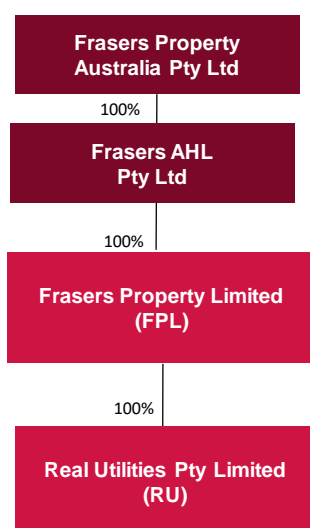 Frasers Property
Australia Pty Ltd
100%
Frasers AHL
Pty Ltd
100%
Frasers Property Limited
(FPL)
100%
Real Utilities Pty Limited
(RU)